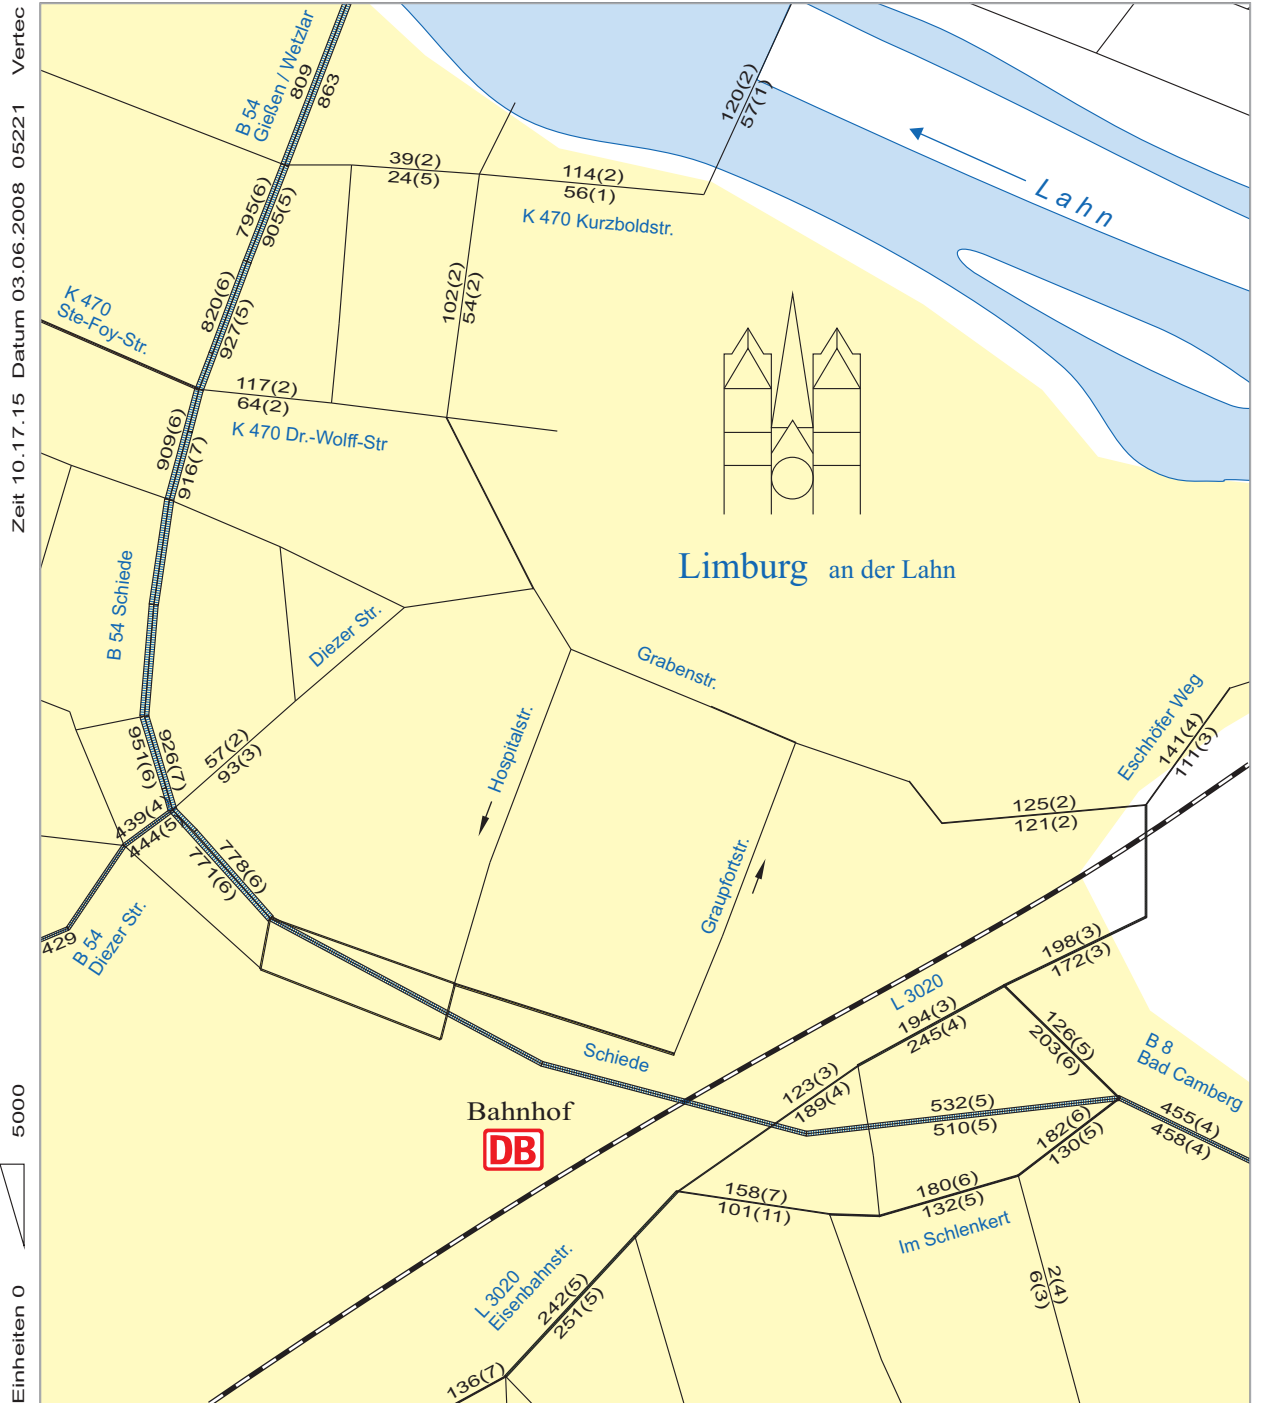 Zeit 10.17.15 Datum 03.06.2008 05221 Vertec
Einheiten 0 5000
B 54
Gießen / Wetzlar
809
863
120(2)
57(1)
39(2)
24(5)
114(2)
56(1)
K 470 Kurzboldstr.
Lahn
795(6)
905(5)
820(6)
927(5)
102(2)
54(2)
K 470
Ste-Foy-Str.
117(2)
64(2)
K 470 Dr.-Wolff-Str
909(6)
916(7)
Limburg an der Lahn
B 54 Schiede
Diezer Str.
Grabenstr.
Hospitalstr.
Eschhöfer Weg
141(4)
111(3)
926(7)
951(6)
57(2)
93(3)
125(2)
121(2)
439(4)
444(5)
778(6)
771(6)
Graupfortstr.
429
B 54
Diezer Str.
198(3)
172(3)
L 3020
194(3)
245(4)
126(5)
203(6)
B 8
Bad Camberg
Schiede
123(3)
189(4)
532(5)
510(5)
455(4)
458(4)
Bahnhof
DB
182(6)
130(5)
158(7)
101(11)
180(6)
132(5)
Im Schlenkert
L 3020
Eisenbahnstr.
242(5)
251(5)
2(4)
6(3)
136(7)